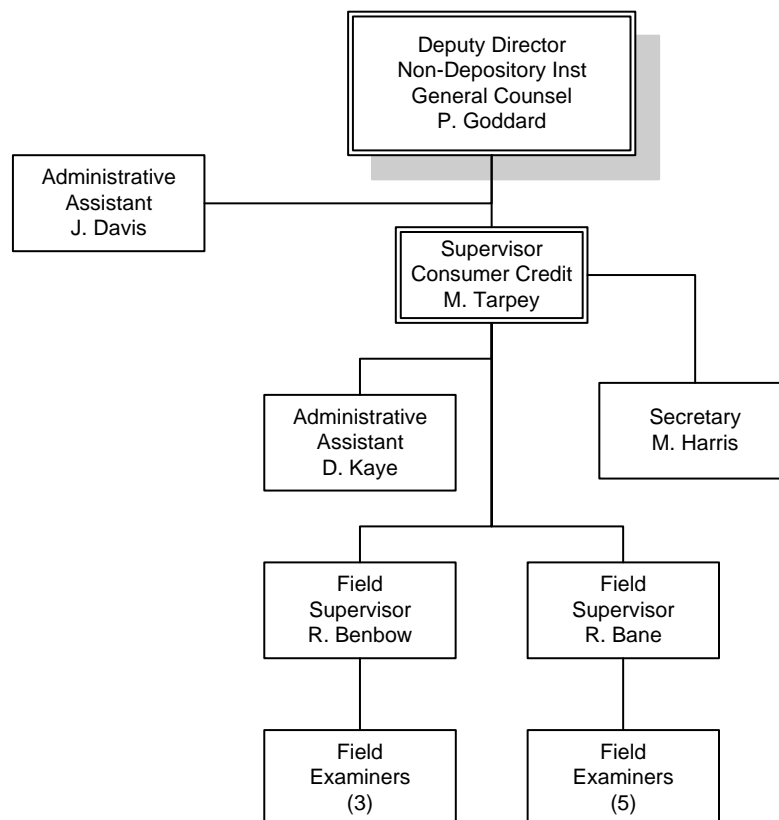 Deputy Director
Non-Depository Inst
General Counsel
P. Goddard
Administrative
Assistant
J. Davis
Supervisor
Consumer Credit
M. Tarpey
Administrative
Assistant
D. Kaye
Secretary
M. Harris
Field
Supervisor
R. Benbow
Field
Supervisor
R. Bane
Field
Examiners
(3)
Field
Examiners
(5)